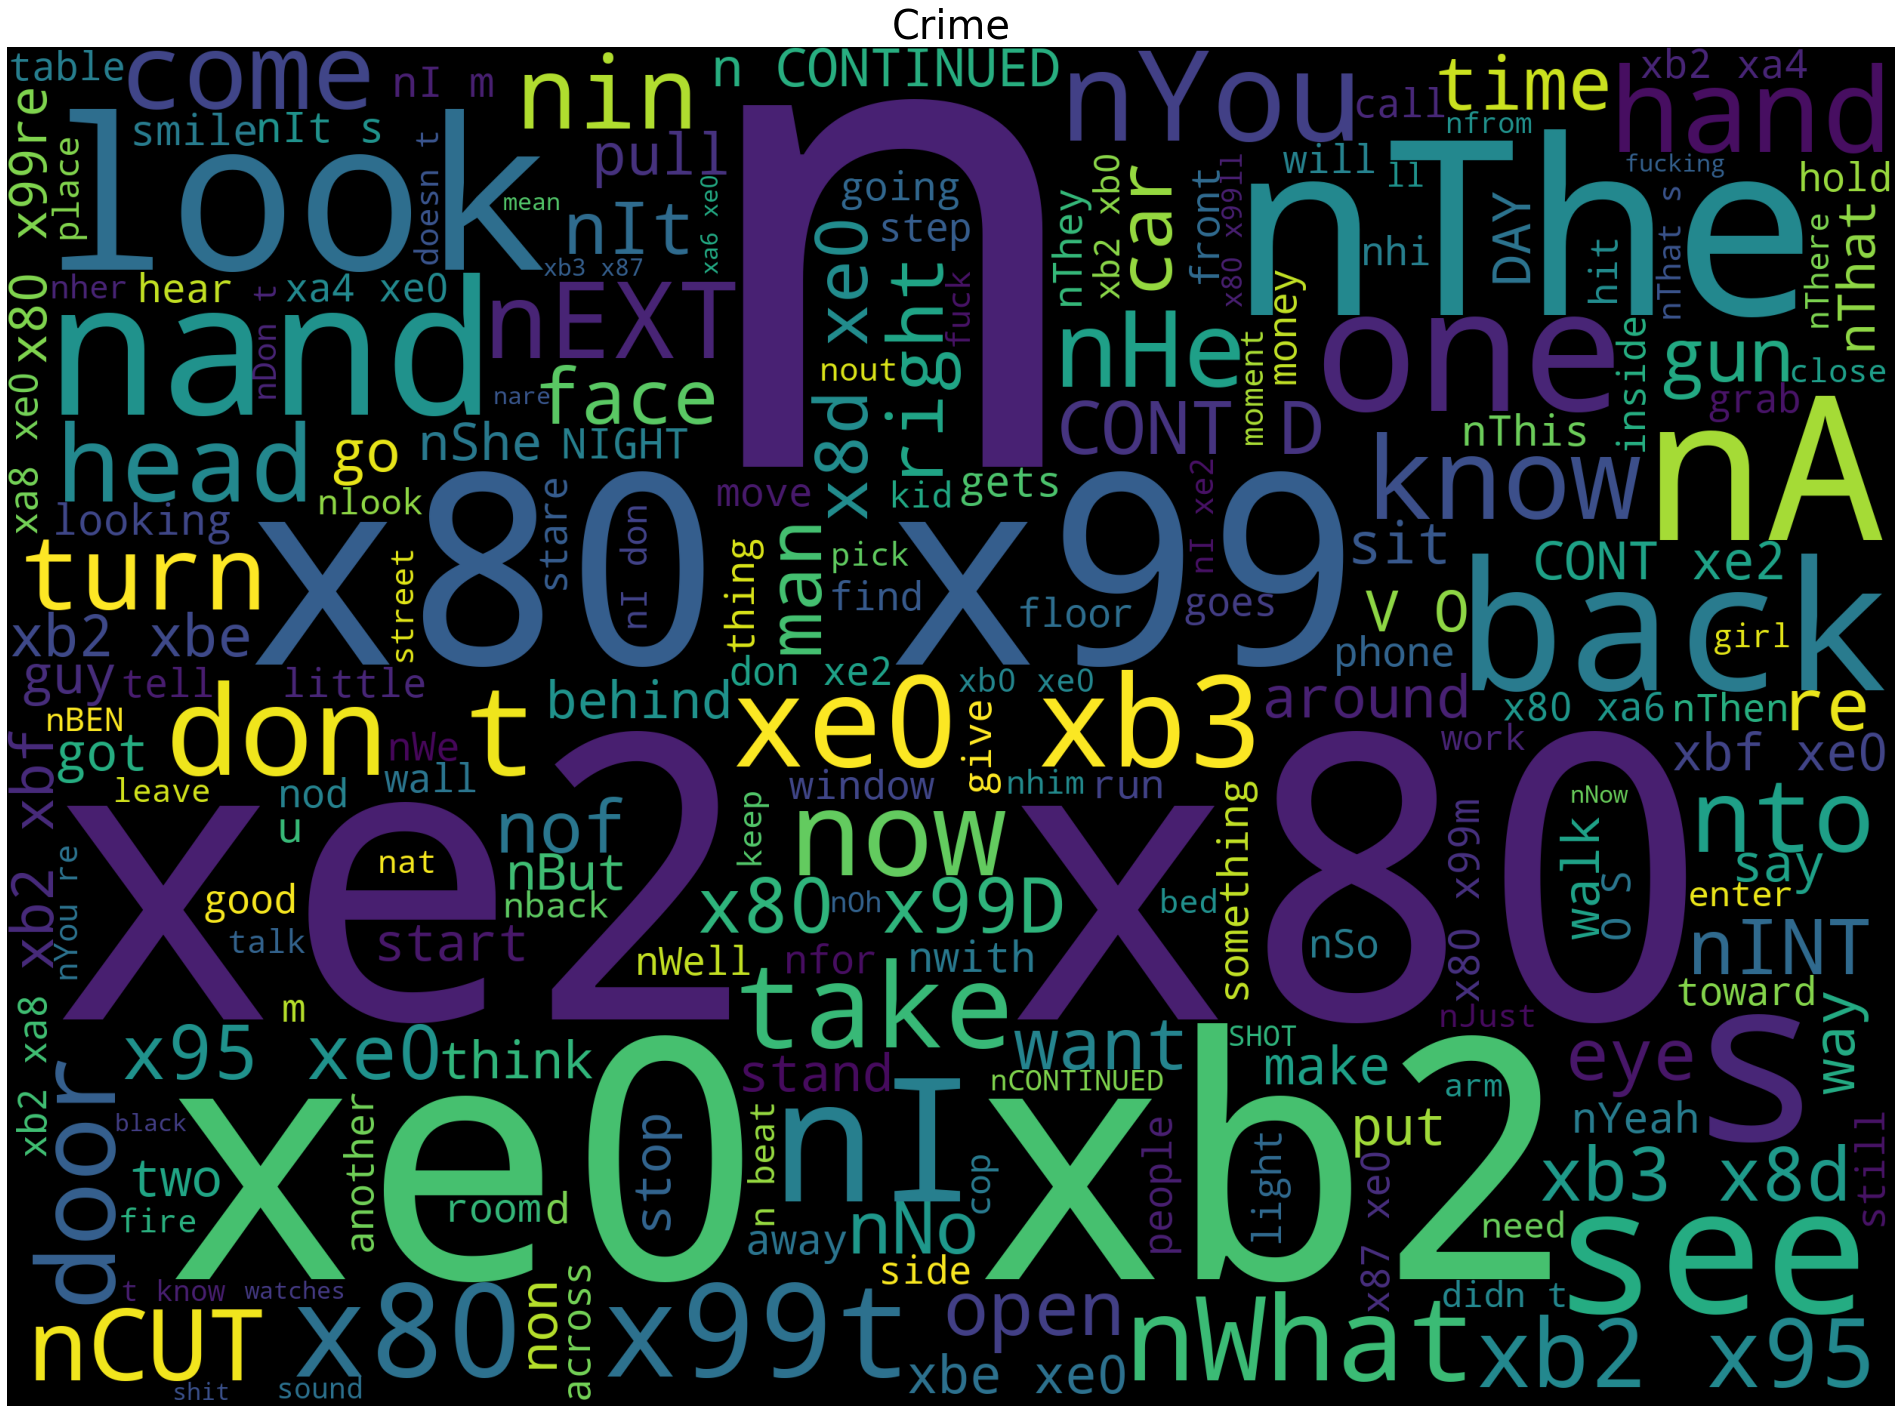 Crime
table come nI m nin n CONTINUED nYou call time xb2 xa4 hand
x99re smile nIt s pull nfrom
look doesn t mean nIt xa6 xe0 n going step nThey xb2 xb0 car front x80 x99ll will ll nThe fucking hold
place xb3 x87 nhi DAY hit nThat s nThere nThat
x80 nher hear nDon t xa4 xe0 nEXT x8d xe0 right fuck nHe moment money one inside gun close
nand nare face nout grab
xa8 xe0 head go nShe NIGHT CONT D nThis nA
nlook move kid gets know
looking x80 stare x99 nI xe2 sit
turn street nI don thing man pick find floor goes CONT xe2 back
xb2 xbe V O girl
guy tell little don xe2 xb0 xe0 phone
nBEN don t behind xe0 xb3 give around x80 xa6 nThen re
xb2 xbf got nWe wall work xbf xe0
leave nod window nhim run nNow
u nof keep now something x80 x99m walk nto
nYou re xe2 nat nBut x80 say
good nback x80 x99D nOh bed O S enter
talk start nWell nfor nwith nSo nINT
xb2 xa8 m take nJust toward way
door x95 xe0 think stand nI want SHOT make eye s
nCONTINUED arm
black xe0 another stop n beat cop xb2 people light put nYeah still
two room d x87 xe0 xb3 x8d
fire away nNo need see
t know watches side didn t
nCUT x80 non across x99t open nWhat xb2 x95
shit sound xbe xe0